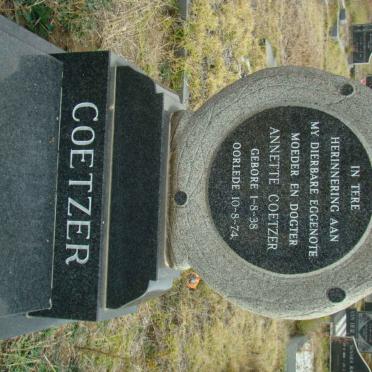 IN TERE
HERINNERING AAN
MY DIERBARE EGGENOTE
MOEDER EN DOGTER
ANNETTE COETZER
GEBORE 1-8-38
OORLEDE 10-8-74
COETZER